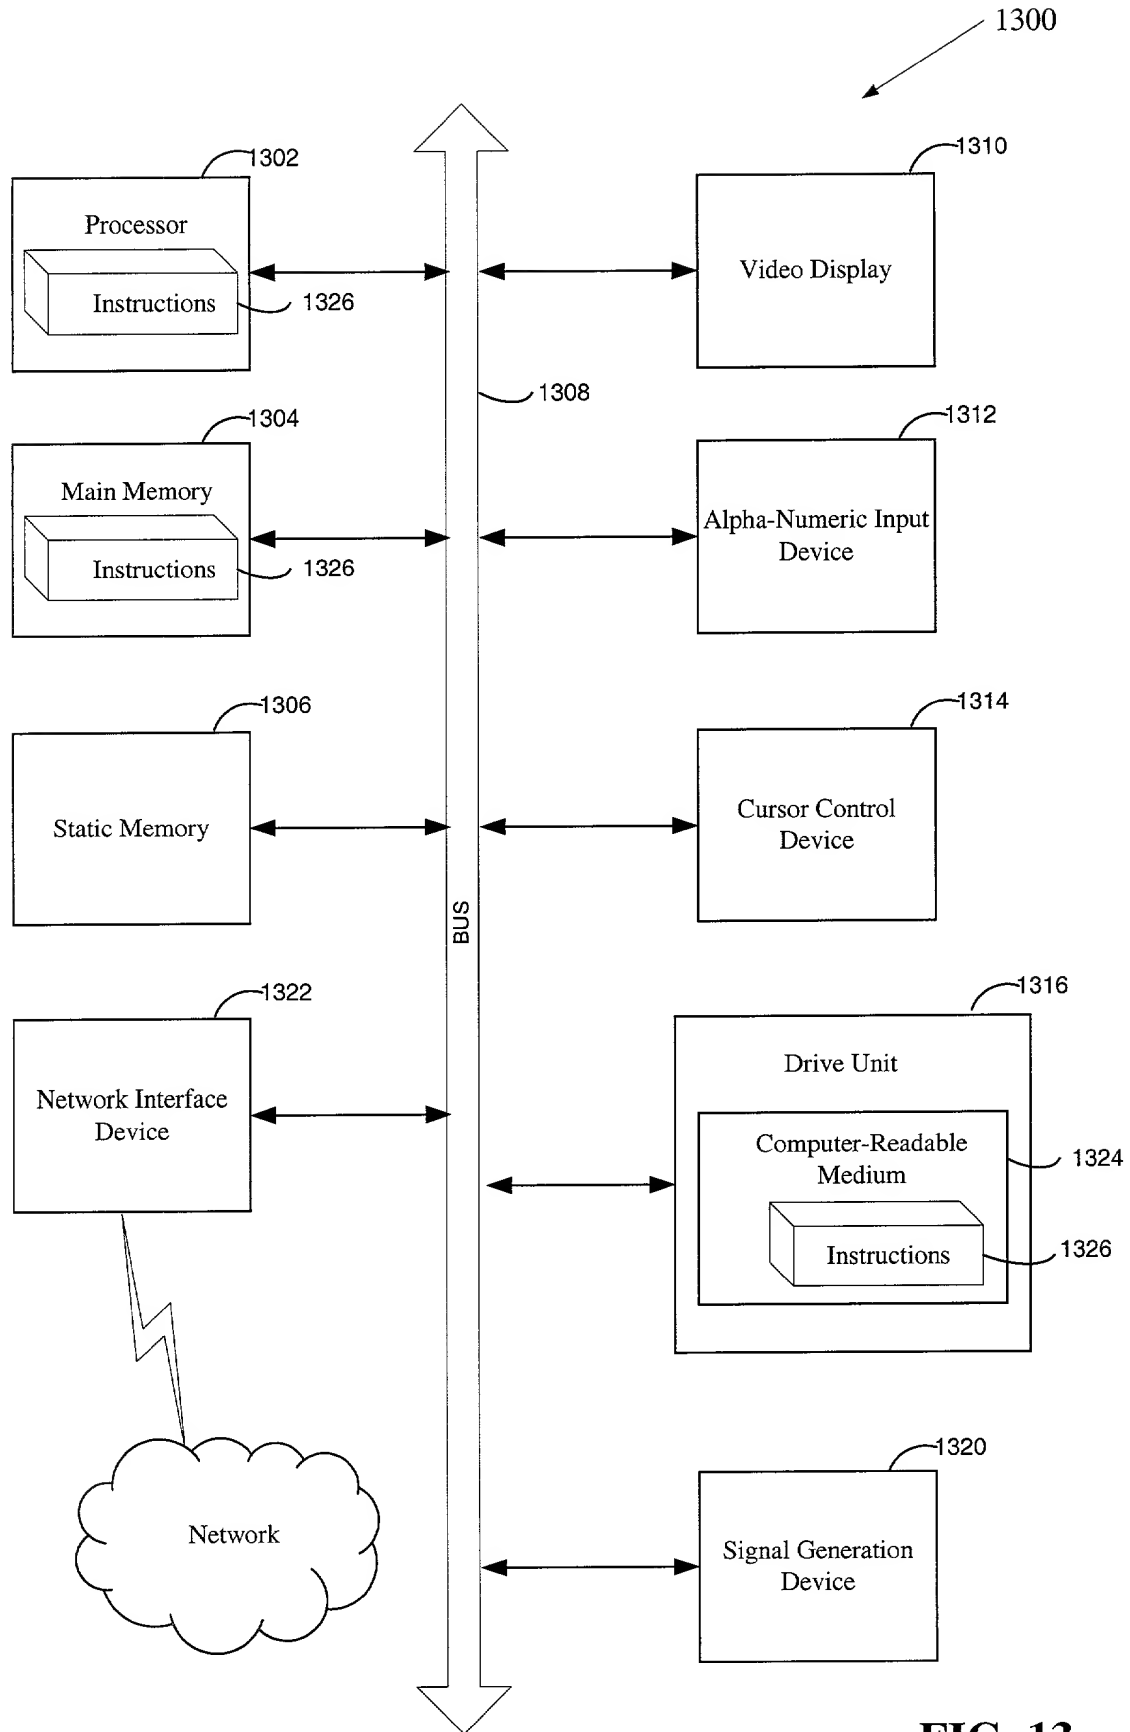 1300
1302
Processor
Instructions
1326
1310
Video Display
1308
1304
Main Memory
Instructions
1326
1312
Alpha-Numeric Input
Device
1306
Static Memory
1314
Cursor Control
Device
BUS
1322
Network Interface
Device
1316
Drive Unit
Computer-Readable
Medium
1324
Instructions
1326
Network
1320
Signal Generation
Device
FIG. 13